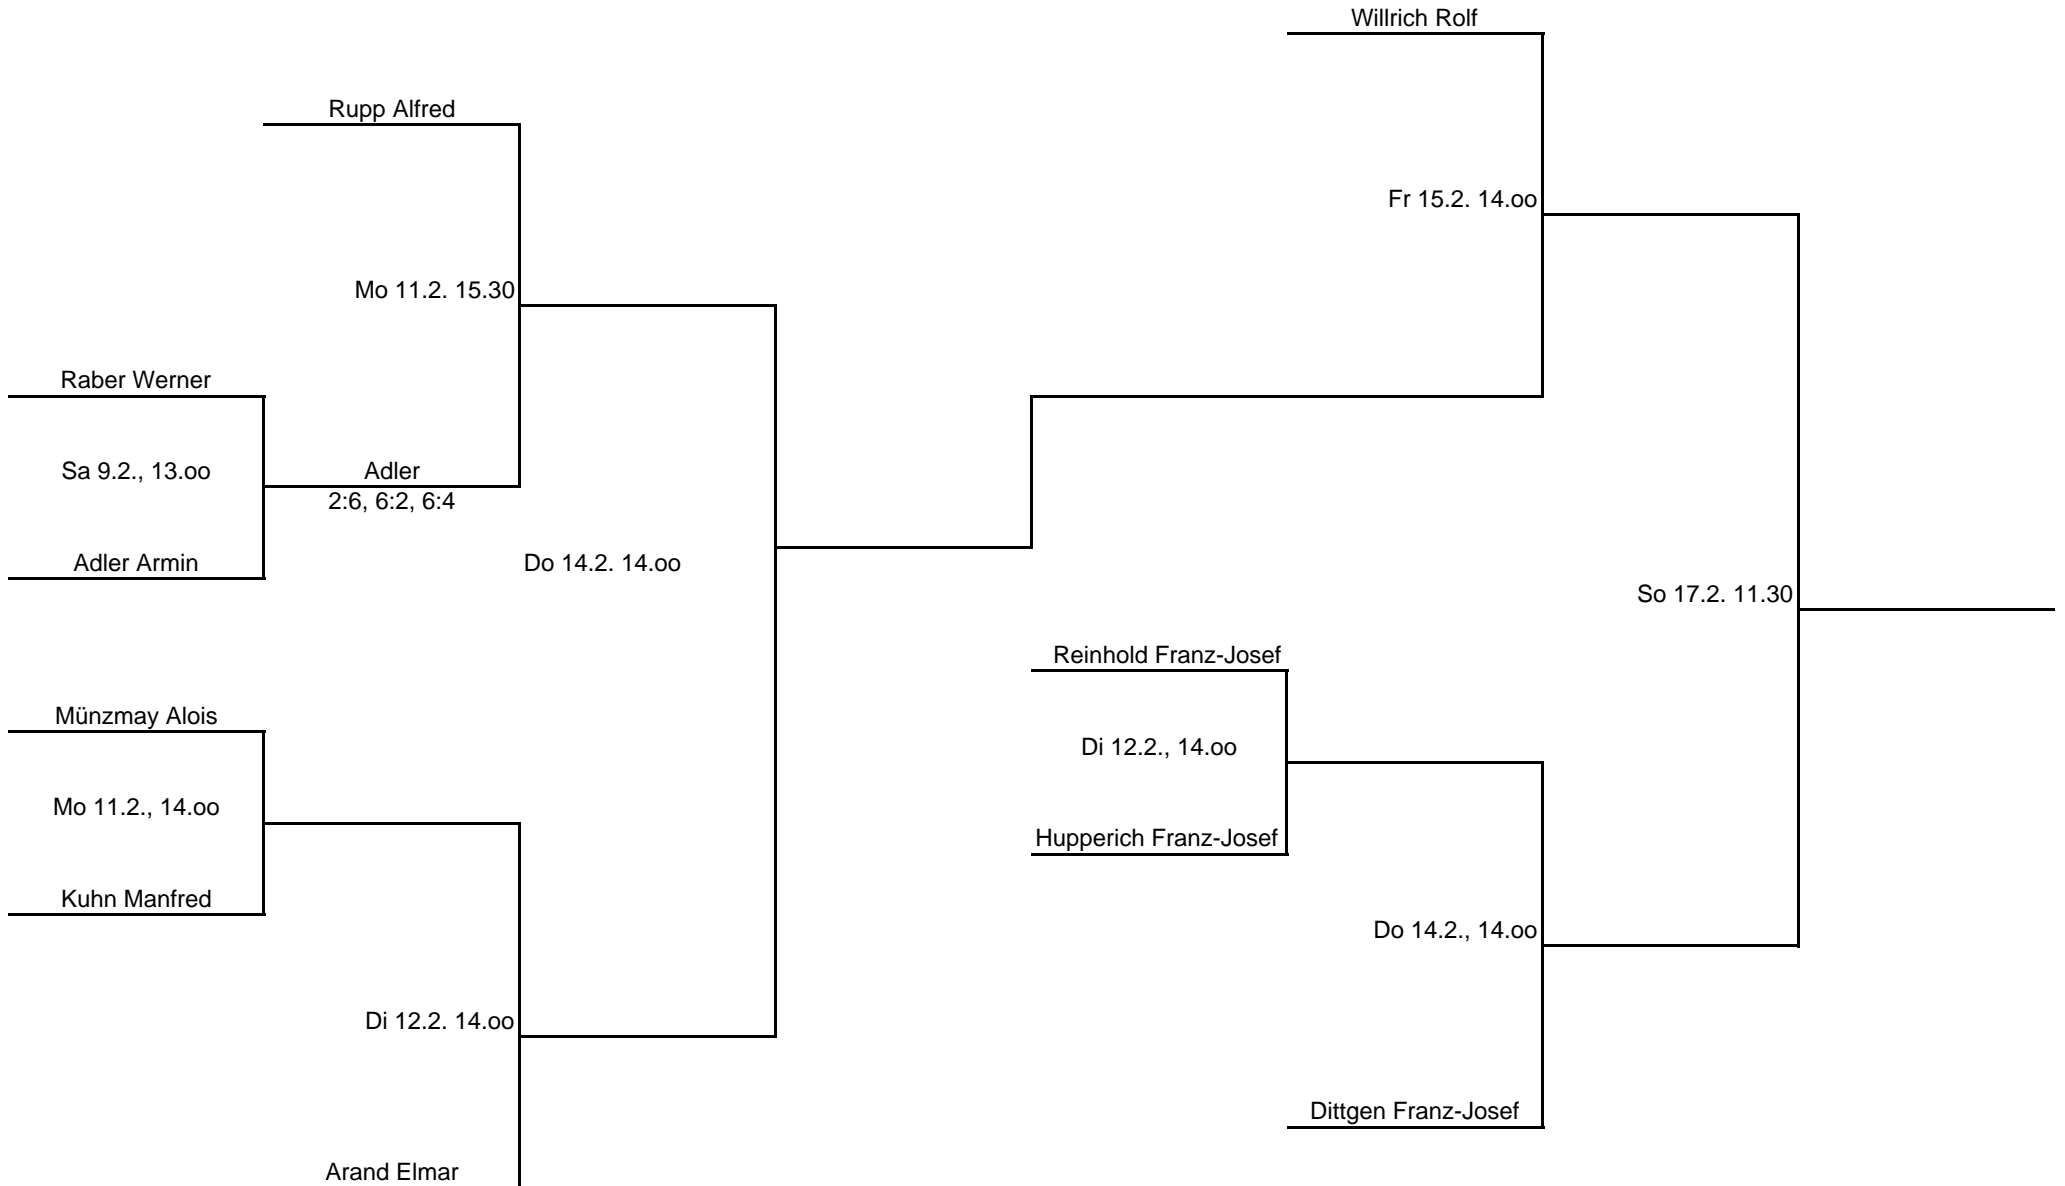 Willrich Rolf
Rupp Alfred
Fr 15.2. 14.oo
Mo 11.2. 15.30
Raber Werner
Sa 9.2., 13.oo
Adler
2:6, 6:2, 6:4
Adler Armin
Do 14.2. 14.oo
So 17.2. 11.30
Reinhold Franz-Josef
Münzmay Alois
Di 12.2., 14.oo
Mo 11.2., 14.oo
Hupperich Franz-Josef
Kuhn Manfred
Do 14.2., 14.oo
Di 12.2. 14.oo
Dittgen Franz-Josef
Arand Elmar